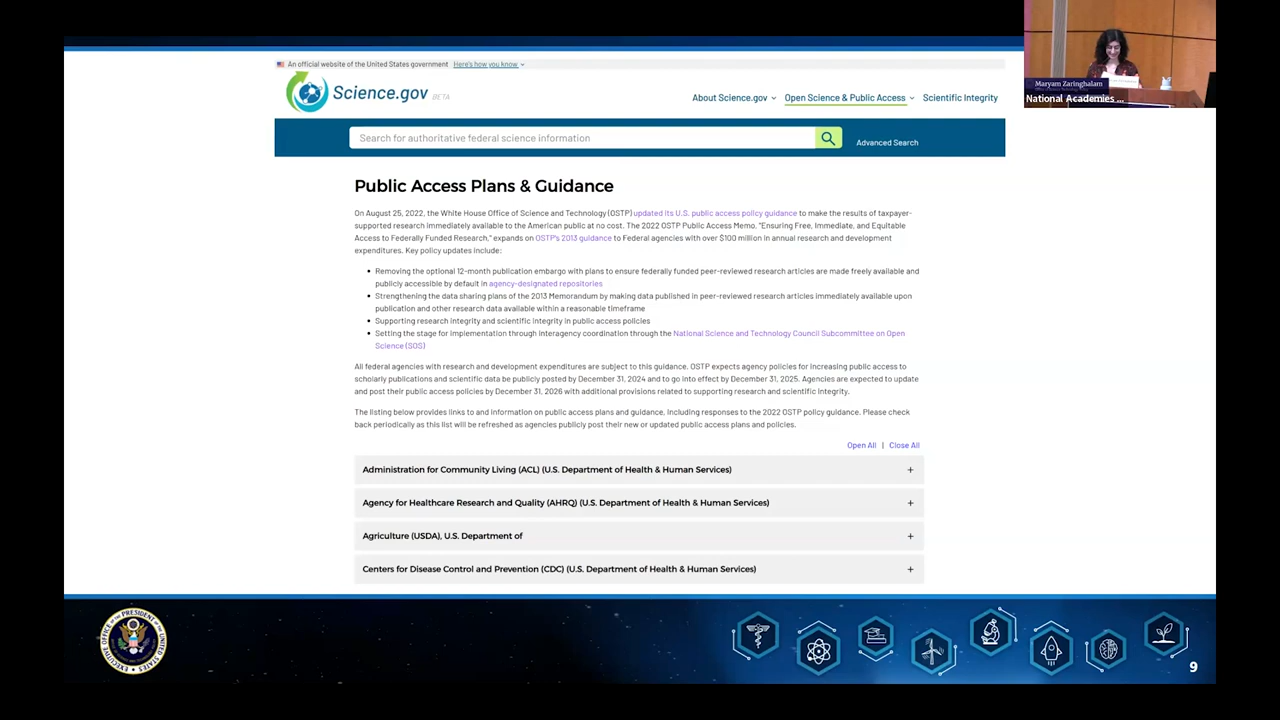 An official website of the United States government Here's how you know
Science.gov BETA
About Science.gov Open Science & Public Access Scientific Integrity
Search for authoritative federal science information
Advanced Search
Public Access Plans & Guidance
On August 25, 2022, the White House Office of Science and Technology (OSTP) updated its U.S. public access policy guidance to make the results of taxpayer-
supported research immediately available to the American public at no cost. The 2022 OSTP Public Access Memo, "Ensuring Free, Immediate, and Equitable
Access to Federally Funded Research," expands on OSTP's 2013 guidance to Federal agencies with over $100 million in annual research and development
expenditures. Key policy updates include:
Removing the optional 12-month publication embargo with plans to ensure federally funded peer-reviewed research articles are made freely available and
publicly accessible by default in agency-designated repositories
Strengthening the data sharing plans of the 2013 Memorandum by making data published in peer-reviewed research articles immediately available upon
publication and other research data available within a reasonable timeframe
Supporting research integrity and scientific integrity in public access policies
Setting the stage for implementation through interagency coordination through the National Science and Technology Council Subcommittee on Open
Science (SOS)
All federal agencies with research and development expenditures are subject to this guidance. OSTP expects agency policies for increasing public access to
scholarly publications and scientific data be publicly posted by December 31, 2024 and to go into effect by December 31, 2025. Agencies are expected to update
and post their public access policies by December 31, 2026 with additional provisions related to supporting research and scientific integrity.
The listing below provides links to and information on public access plans and guidance, including responses to the 2022 OSTP policy guidance. Please check
back periodically as this list will be refreshed as agencies publicly post their new or updated public access plans and policies.
Open All | Close All
Administration for Community Living (ACL) (U.S. Department of Health & Human Services) +
Agency for Healthcare Research and Quality (AHRQ) (U.S. Department of Health & Human Services) +
Agriculture (USDA), U.S. Department of +
Centers for Disease Control and Prevention (CDC) (U.S. Department of Health & Human Services) +
Maryam Zaringhalam
National Academies ...
EXECUTIVE OFFICE OF THE PRESIDENT OF THE UNITED STATES
9